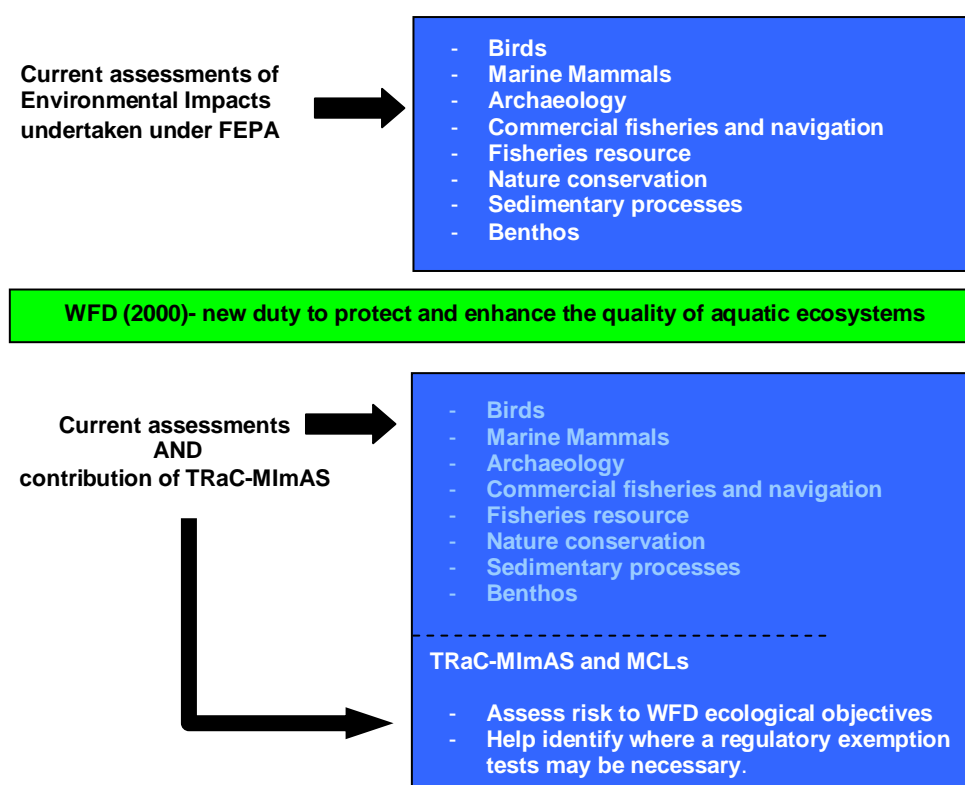 Current assessments of
Environmental Impacts
undertaken under FEPA
- Birds
- Marine Mammals
- Archaeology
- Commercial fisheries and navigation
- Fisheries resource
- Nature conservation
- Sedimentary processes
- Benthos
WFD (2000)- new duty to protect and enhance the quality of aquatic ecosystems
Current assessments
AND
contribution of TRaC-MImAS
- Birds
- Marine Mammals
- Archaeology
- Commercial fisheries and navigation
- Fisheries resource
- Nature conservation
- Sedimentary processes
- Benthos
TRaC-MImAS and MCLs
- Assess risk to WFD ecological objectives
- Help identify where a regulatory exemption
tests may be necessary.